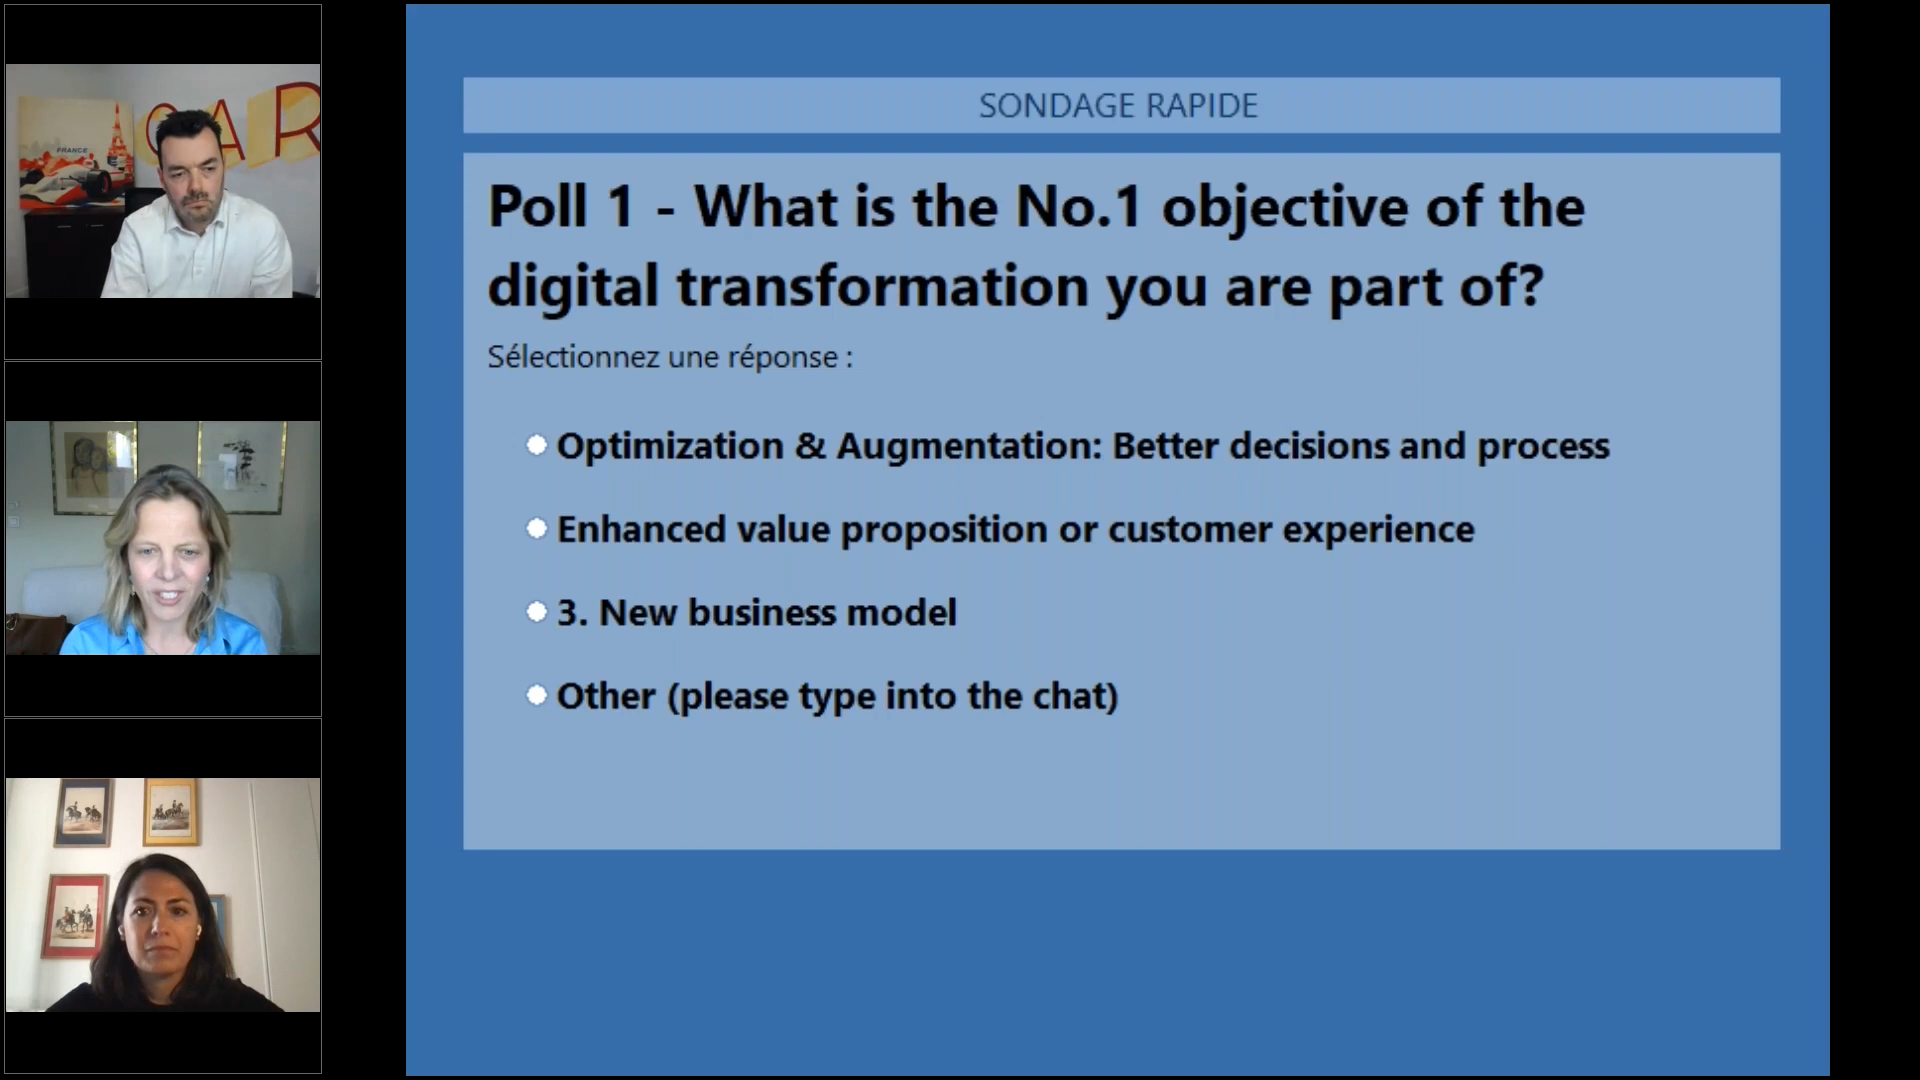 FRANCE
CAR
SONDAGE RAPIDE
Poll 1 - What is the No.1 objective of the
digital transformation you are part of?
Sélectionnez une réponse :
Optimization & Augmentation: Better decisions and process
Enhanced value proposition or customer experience
3. New business model
Other (please type into the chat)